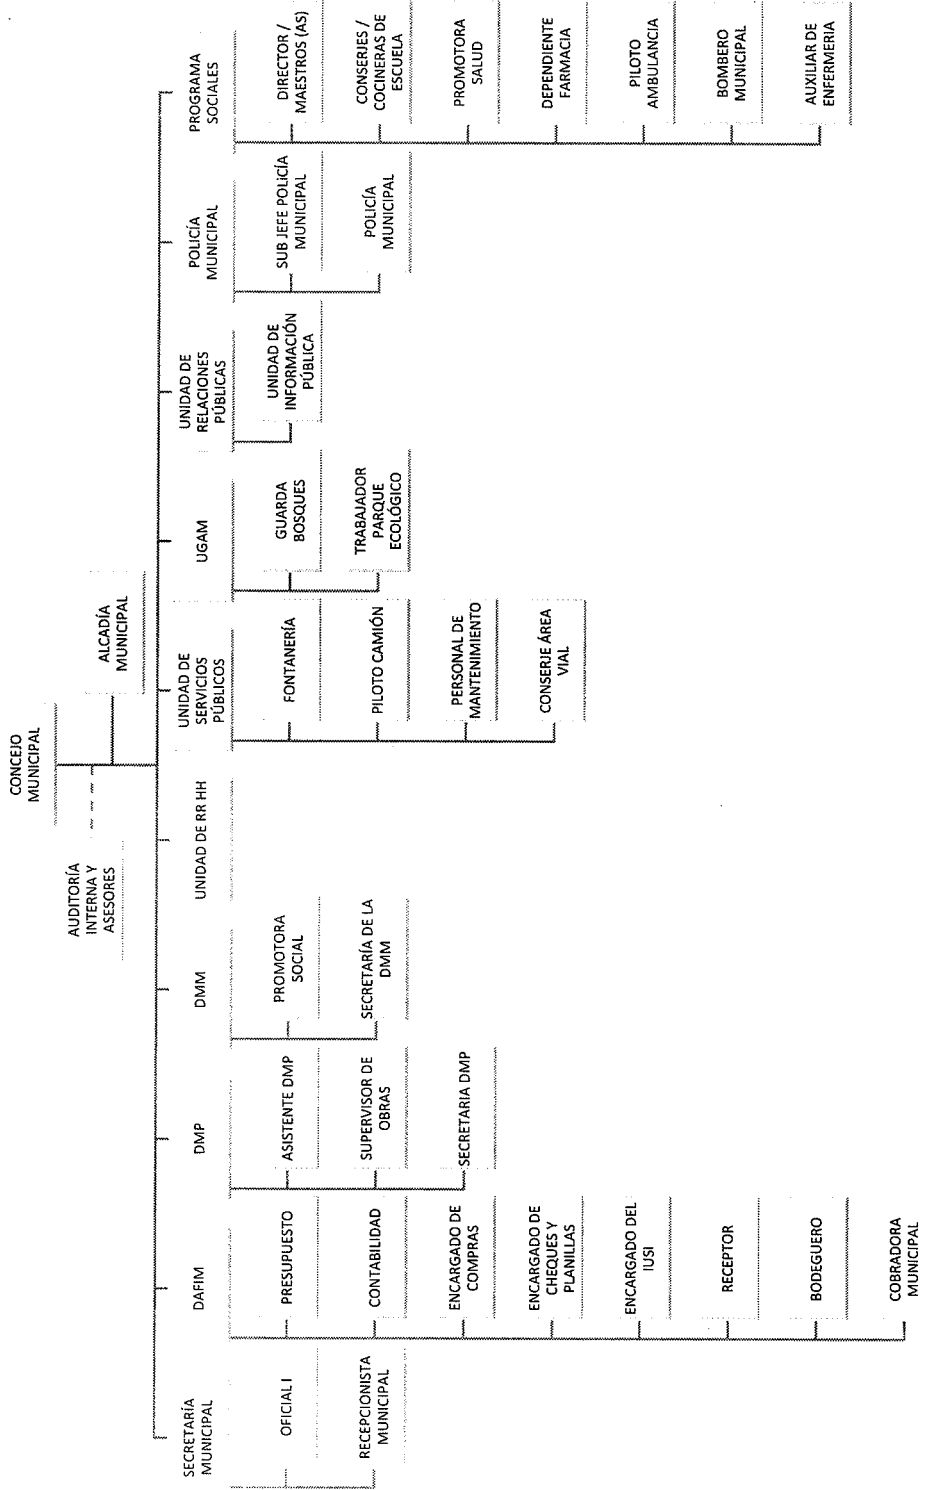 CONCEJO
MUNICIPAL
AUDITORÍA
INTERNA Y
ASESORES
ALCADÍA
MUNICIPAL
SECRETARÍA
MUNICIPAL
OFICIAL I
RECEPCIONISTA
MUNICIPAL
DAFIM
PRESUPUESTO
CONTABILIDAD
ENCARGADO DE
COMPRAS
ENCARGADO DE
CHEQUES Y
PLANILLAS
ENCARGADO DEL
IUSI
RECEPTOR
BODEGUERO
COBRADORA
MUNICIPAL
DMP
ASISTENTE DMP
SUPERVISOR DE
OBRAS
SECRETARIA DMP
DMM
PROMOTORA
SOCIAL
SECRETARÍA DE LA
DMM
UNIDAD DE RR HH
UNIDAD DE
SERVICIOS
PÚBLICOS
FONTANERÍA
PILOTO CAMIÓN
PERSONAL DE
MANTENIMIENTO
CONSERJE ÁREA
VIAL
UGAM
GUARDA
BOSQUES
TRABAJADOR
PARQUE
ECOLÓGICO
UNIDAD DE
RELACIONES
PÚBLICAS
UNIDAD DE
INFORMACIÓN
PÚBLICA
POLICÍA
MUNICIPAL
SUB JEFE POLICÍA
MUNICIPAL
POLICÍA
MUNICIPAL
PROGRAMA
SOCIALES
DIRECTOR /
MAESTROS (AS)
CONSERJES /
COCINERAS DE
ESCUELA
PROMOTORA
SALUD
DEPENDIENTE
FARMACIA
PILOTO
AMBULANCIA
BOMBERO
MUNICIPAL
AUXILIAR DE
ENFERMERIA